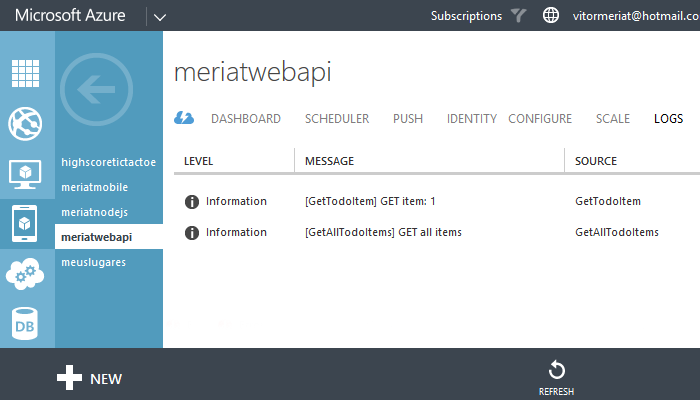 Microsoft Azure Subscriptions vitormeriat@hotmail.co
meriatwebapi
DASHBOARD SCHEDULER PUSH IDENTITY CONFIGURE SCALE LOGS
highscoretictactoe
meriatmobile
meriatnodejs
meriatwebapi
meuslugares
LEVEL MESSAGE SOURCE
Information [GetTodoItem] GET item: 1 GetTodoItem
Information [GetAllTodoItems] GET all items GetAllTodoItems
DB
NEW REFRESH